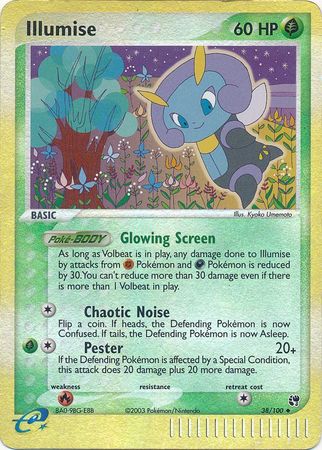 Illumise
60 HP
BASIC
Illus. Kyoko Umemoto
Poké-BODY Glowing Screen
As long as Volbeat is in play, any damage done to Illumise
by attacks from Pokémon and Pokémon is reduced
by 30. You can't reduce more than 30 damage even if there
is more than 1 Volbeat in play.
Chaotic Noise
Flip a coin. If heads, the Defending Pokémon is now
Confused. If tails, the Defending Pokémon is now Asleep.
Pester 20+
If the Defending Pokémon is affected by a Special Condition,
this attack does 20 damage plus 20 more damage.
weakness resistance retreat cost
8A0-9BG-EBB ©2003 Pokémon/Nintendo 38/100
e